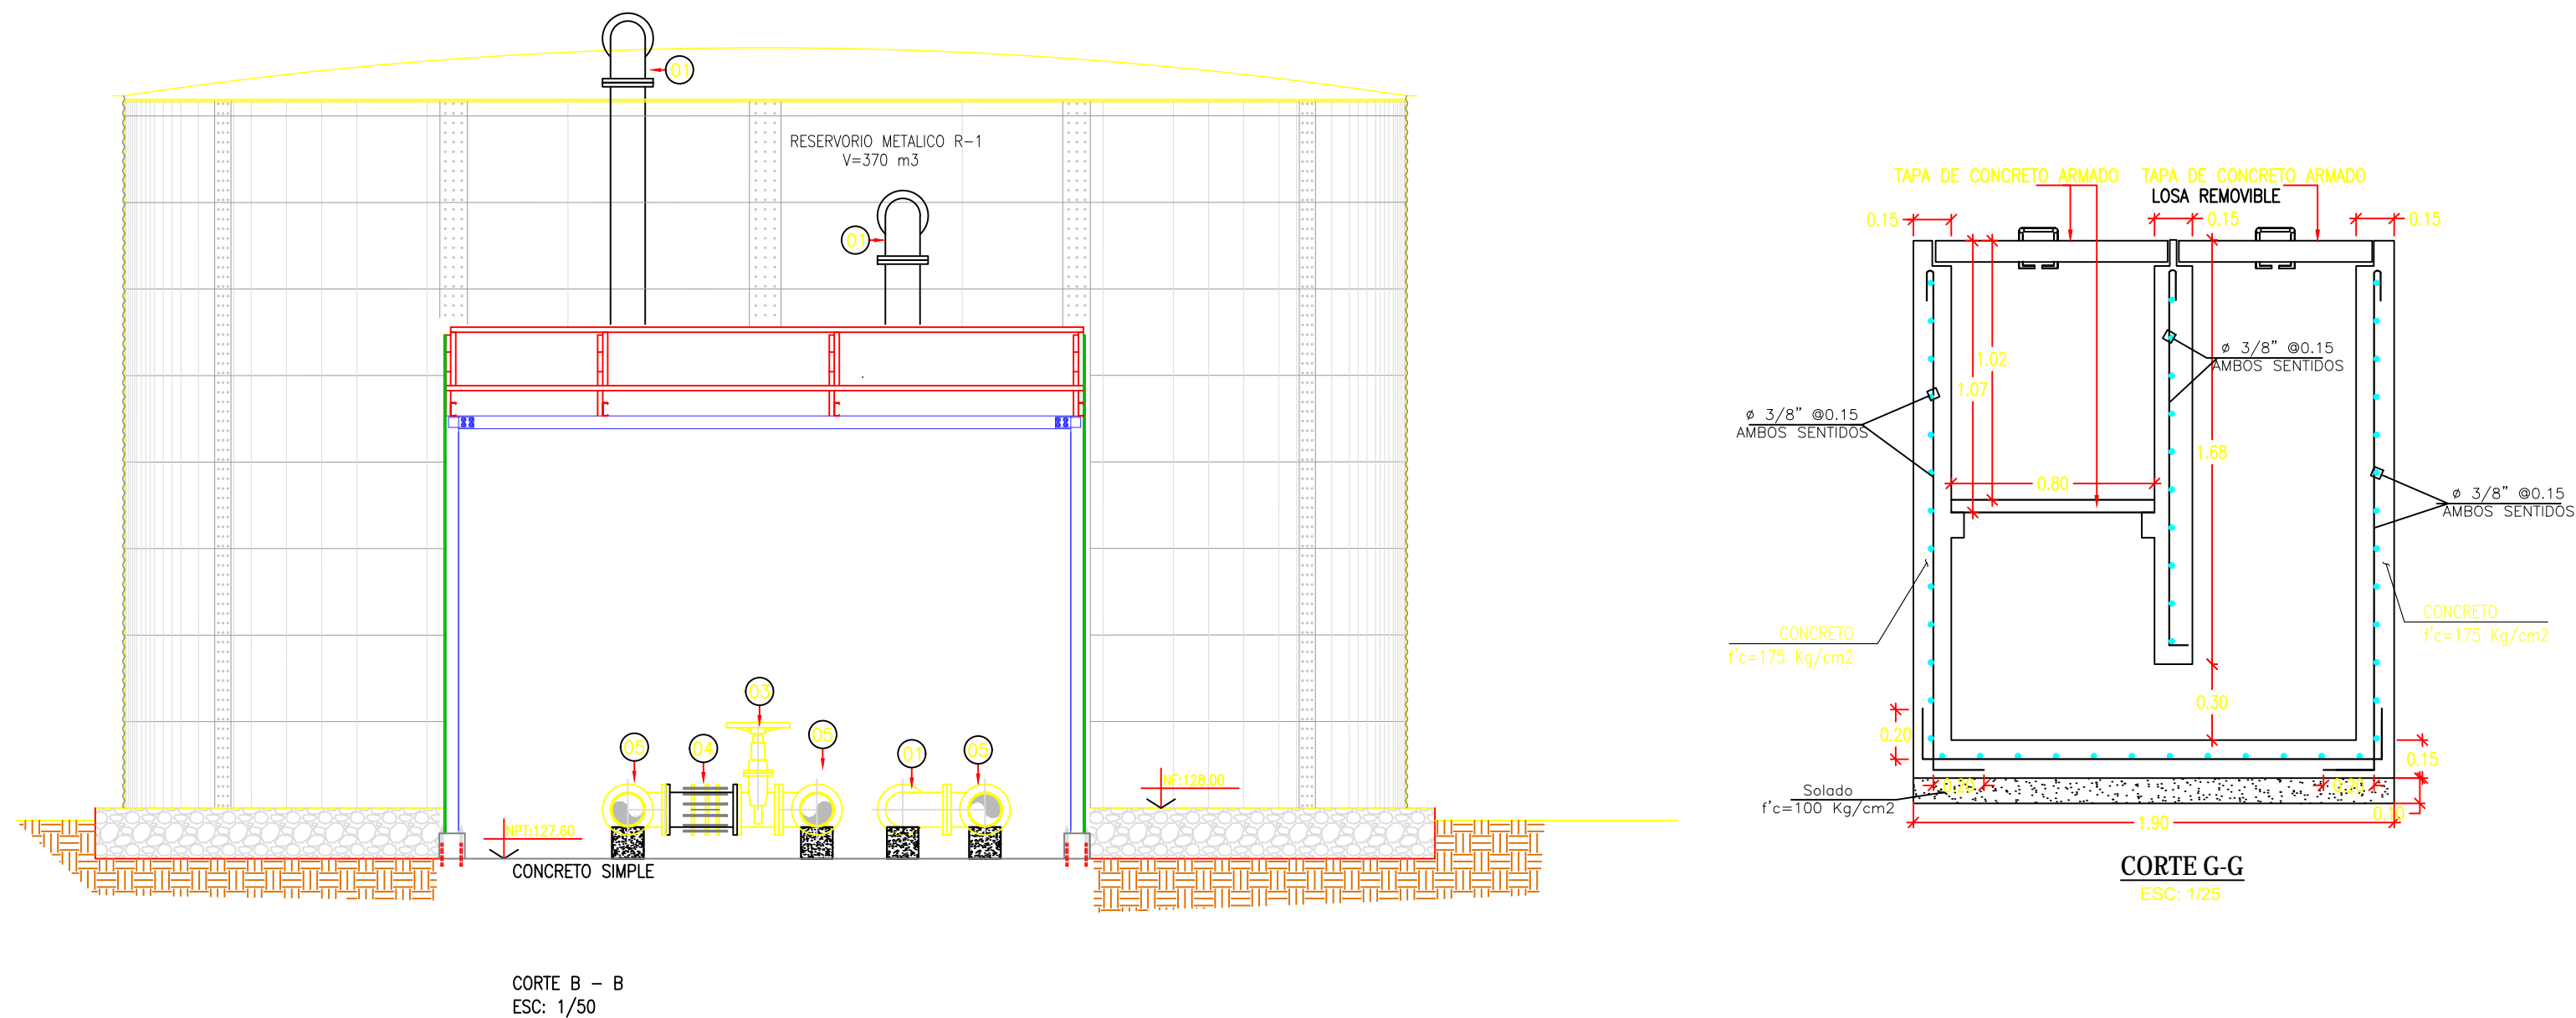 01
RESERVORIO METALICO R-1
V=370 m3
01
03
05
04
05
01
05
NF:128.00
NPT:127.60
CONCRETO SIMPLE
CORTE B - B
ESC: 1/50
TAPA DE CONCRETO ARMADO
TAPA DE CONCRETO ARMADO
LOSA REMOVIBLE
0.15
0.15
0.15
1.02
1.07
ø 3/8" @0.15
AMBOS SENTIDOS
ø 3/8" @0.15
AMBOS SENTIDOS
1.68
0.80
ø 3/8" @0.15
AMBOS SENTIDOS
CONCRETO
f'c=175 Kg/cm2
CONCRETO
f'c=175 Kg/cm2
0.30
0.20
0.15
0.20
0.20
Solado
f'c=100 Kg/cm2
0.10
1.90
CORTE G-G
ESC: 1/25